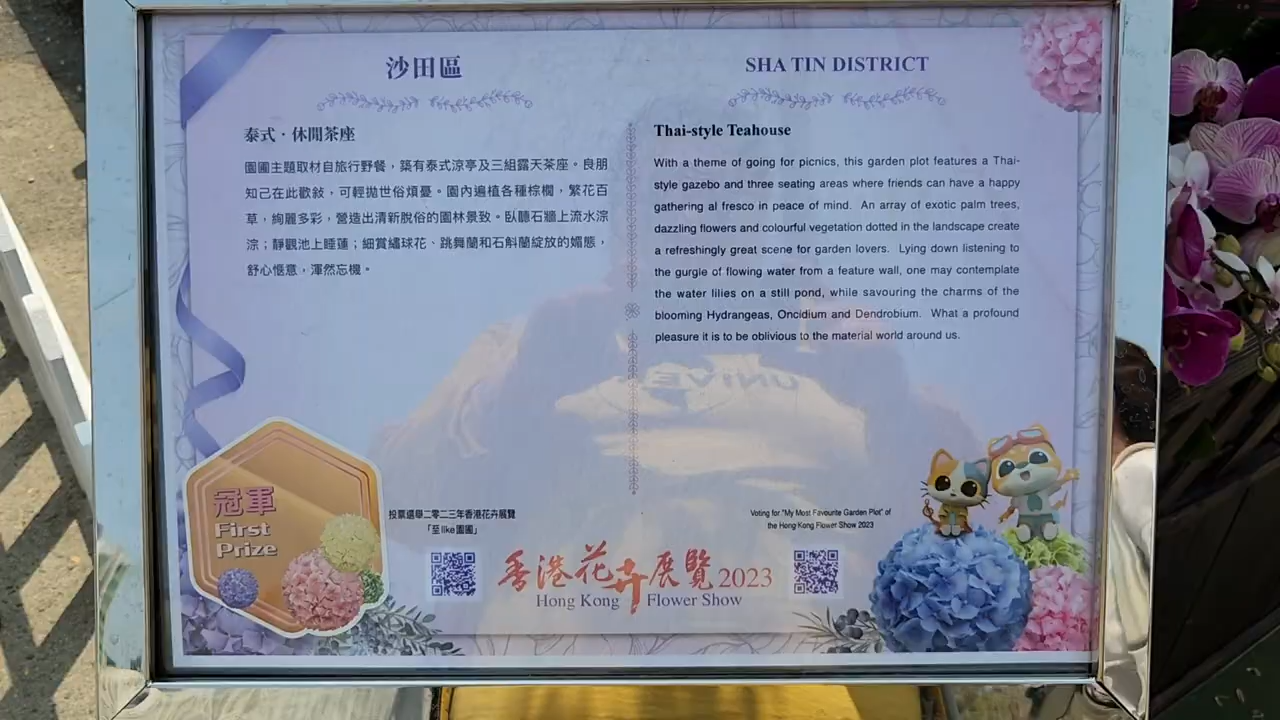 沙田區
泰式·休閒茶座
園圃主題取材自旅行野餐，築有泰式涼亭及三組露天茶座。良朋
知己在此歡敍，可輕拋世俗煩憂。園內遍植各種棕櫚，繁花百
草，絢麗多彩，營造出清新脫俗的園林景致。臥聽石牆上流水淙
淙；靜觀池上睡蓮；細賞繡球花、跳舞蘭和石斛蘭綻放的媚態，
舒心愜意，渾然忘機。
SHA TIN DISTRICT
Thai-style Teahouse
With a theme of going for picnics, this garden plot features a Thai-
style gazebo and three seating areas where friends can have a happy
gathering al fresco in peace of mind. An array of exotic palm trees,
dazzling flowers and colourful vegetation dotted in the landscape create
a refreshingly great scene for garden lovers. Lying down listening to
the gurgle of flowing water from a feature wall, one may contemplate
the water lilies on a still pond, while savouring the charms of the
blooming Hydrangeas, Oncidium and Dendrobium. What a profound
pleasure it is to be oblivious to the material world around us.
冠軍
First
Prize
投票選舉二零二三年香港花卉展覽
「至like園圃」
Voting for "My Most Favourite Garden Plot" of
the Hong Kong Flower Show 2023
香港花卉展覽2023
Hong Kong Flower Show